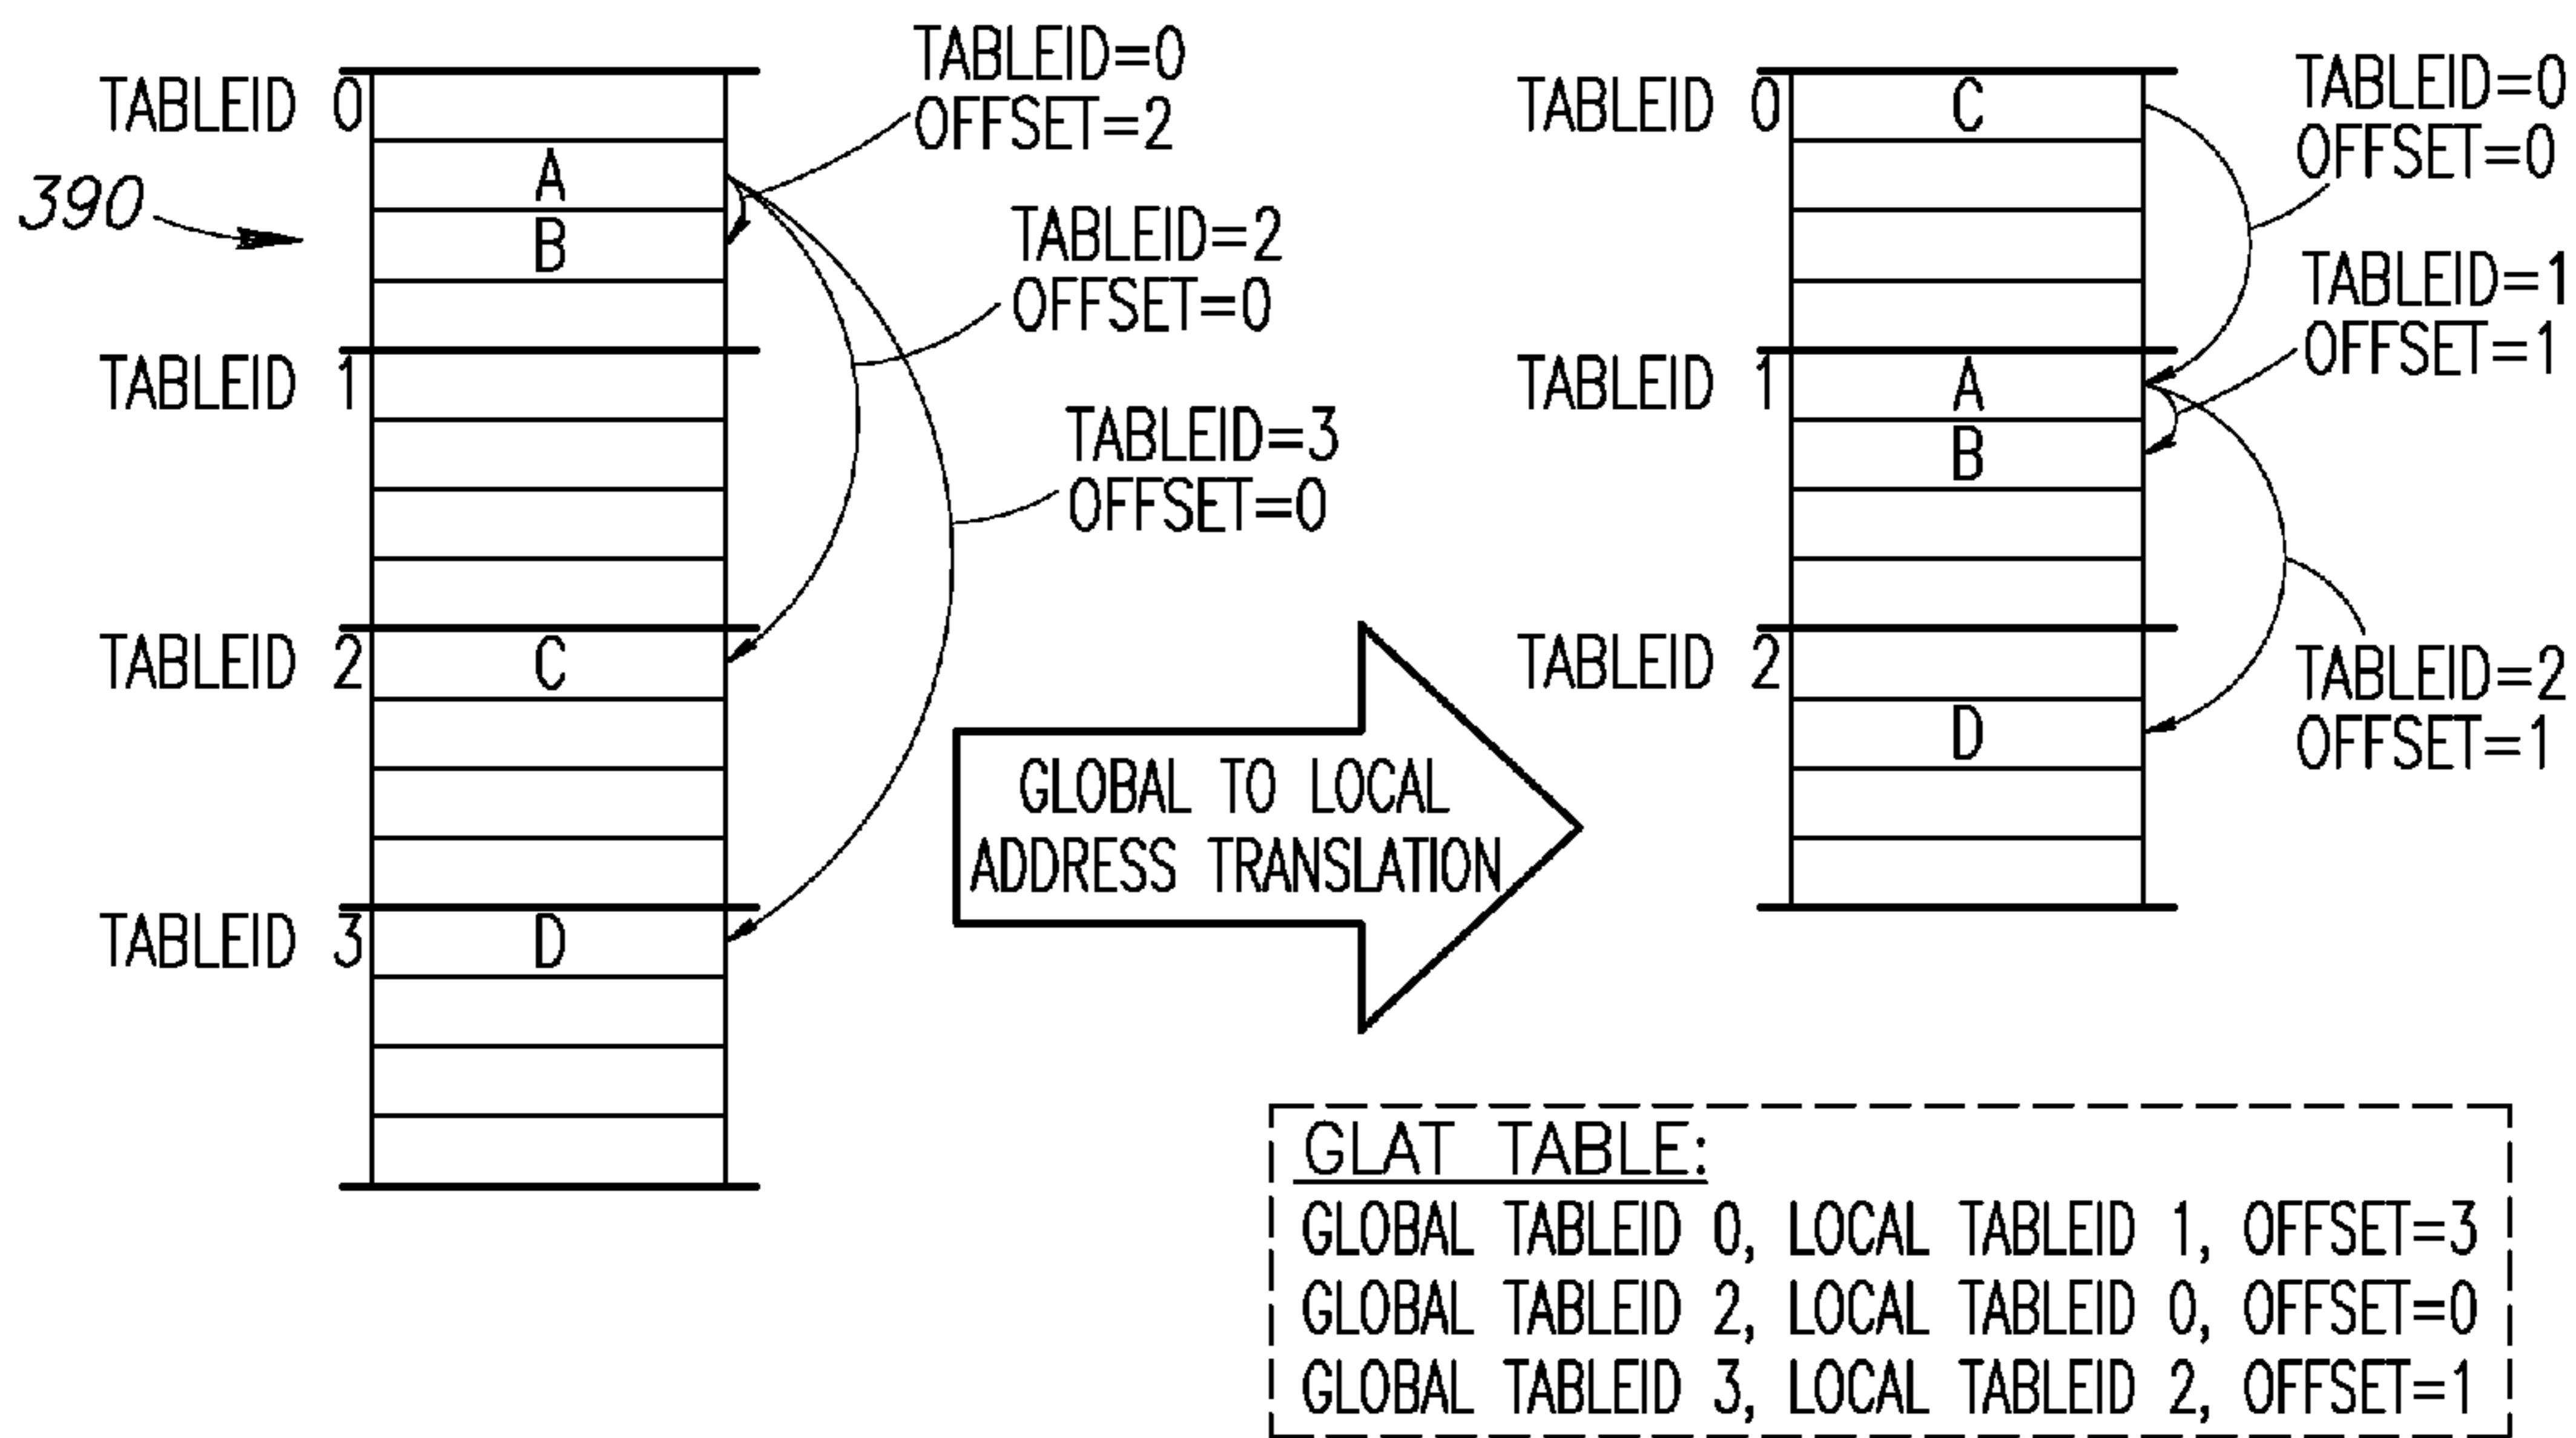 TABLEID 0
A
390
B
TABLEID 1
TABLEID 2
C
TABLEID 3
D
TABLEID=0
OFFSET=2
TABLEID=2
OFFSET=0
TABLEID=3
OFFSET=0
GLOBAL TO LOCAL
ADDRESS TRANSLATION
TABLEID 0
C
TABLEID 1
A
B
TABLEID 2
D
TABLEID=0
OFFSET=0
TABLEID=1
OFFSET=1
TABLEID=2
OFFSET=1
GLAT TABLE:
GLOBAL TABLEID 0, LOCAL TABLEID 1, OFFSET=3
GLOBAL TABLEID 2, LOCAL TABLEID 0, OFFSET=0
GLOBAL TABLEID 3, LOCAL TABLEID 2, OFFSET=1